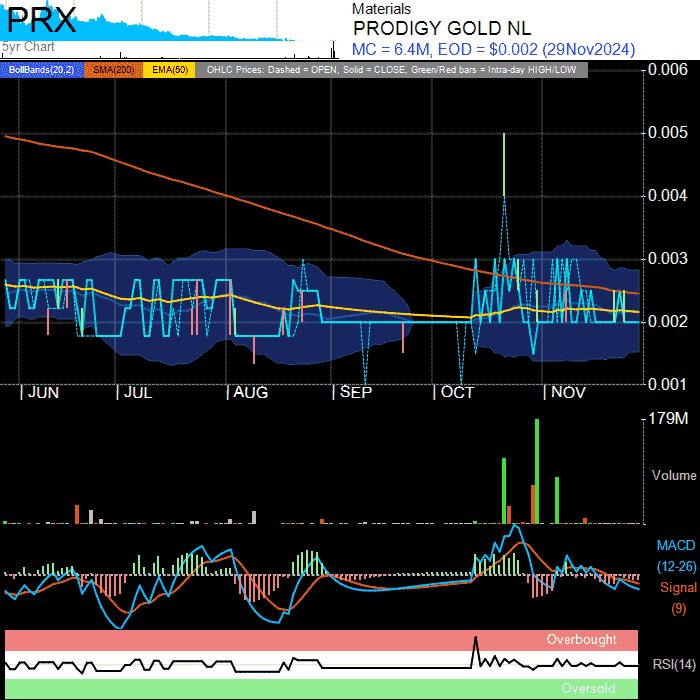 PRX
5yr Chart
Materials
PRODIGY GOLD NL
MC = 6.4M, EOD = $0.002 (29Nov2024)
BollBands(20,2) SMA(200) EMA(50) OHLC Prices: Dashed = OPEN, Solid = CLOSE, Green/Red bars = Intra-day HIGH/LOW
0.006
0.005
0.004
0.003
0.002
0.001
| JUN | JUL | AUG | SEP | OCT | NOV
179M
Volume
MACD
(12-26)
Signal
(9)
Overbought
RSI(14)
Oversold